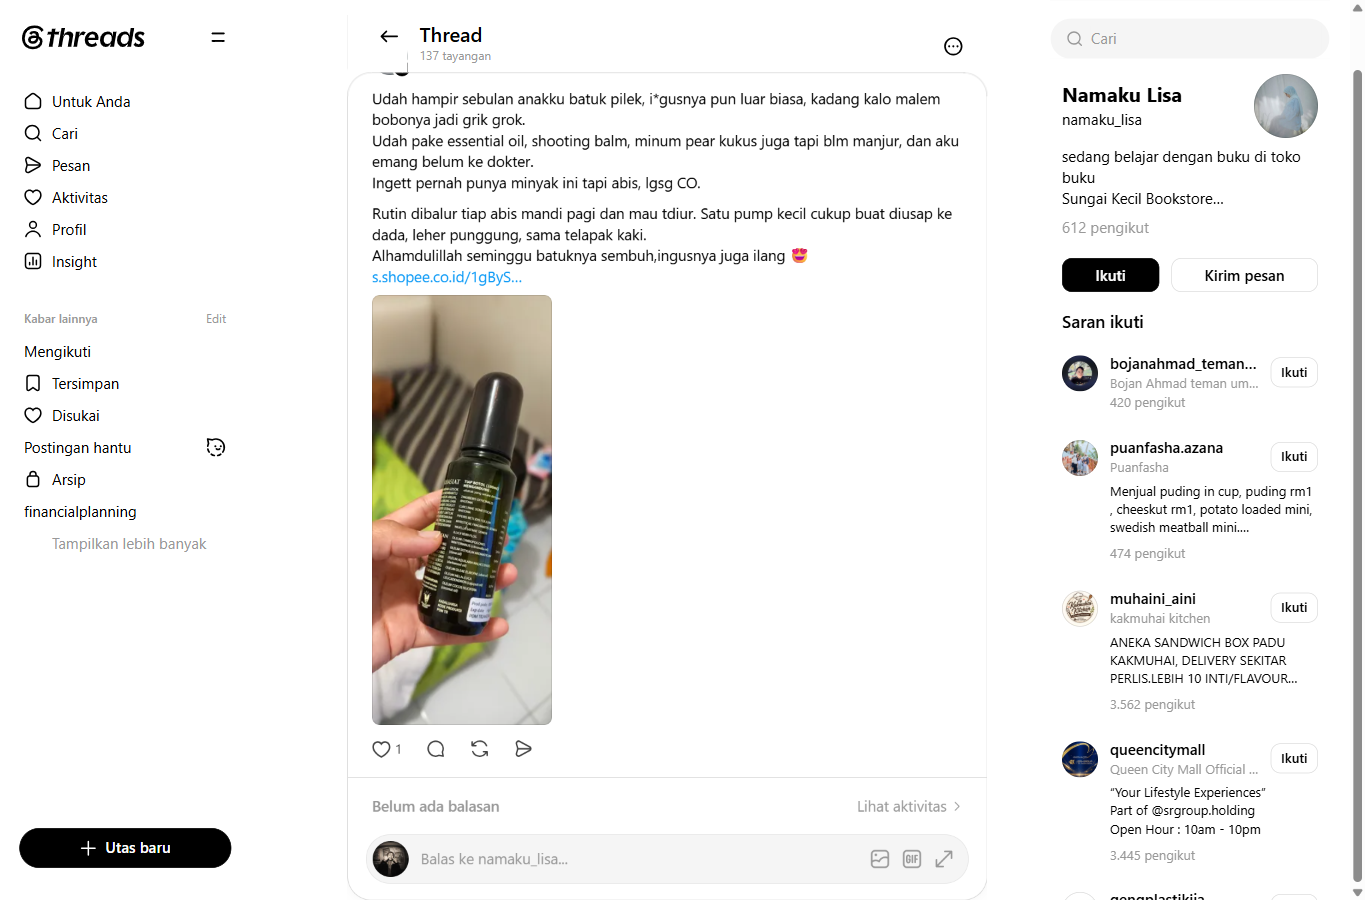 threads
Thread
137 tayangan
Cari
Untuk Anda
Cari
Pesan
Aktivitas
Profil
Insight
Kabar lainnya
Edit
Mengikuti
Tersimpan
Disukai
Postingan hantu
Arsip
financialplanning
Tampilkan lebih banyak
Utas baru
Udah hampir sebulan anakku batuk pilek, i*gusnya pun luar biasa, kadang kalo malem
bobonya jadi grik grok.
Udah pake essential oil, shooting balm, minum pear kukus juga tapi blm manjur, dan aku
emang belum ke dokter.
Ingett pernah punya minyak ini tapi abis, lgsg CO.
Rutin dibalur tiap abis mandi pagi dan mau tdiur. Satu pump kecil cukup buat diusap ke
dada, leher punggung, sama telapak kaki.
Alhamdulillah seminggu batuknya sembuh,ingusnya juga ilang 😍
s.shopee.co.id/1gByS...
1
Belum ada balasan
Lihat aktivitas
Balas ke namaku_lisa...
GIF
Namaku Lisa
namaku_lisa
sedang belajar dengan buku di toko
buku
Sungai Kecil Bookstore...
612 pengikut
Ikuti
Kirim pesan
Saran ikuti
bojanahmad_teman...
Bojan Ahmad teman um...
420 pengikut
Ikuti
puanfasha.azana
Puanfasha
Ikuti
Menjual puding in cup, puding rm1
, cheeskut rm1, potato loaded mini,
swedish meatball mini....
474 pengikut
muhaini_aini
kakmuhai kitchen
Ikuti
ANEKA SANDWICH BOX PADU
KAKMUHAI, DELIVERY SEKITAR
PERLIS.LEBIH 10 INTI/FLAVOUR...
3.562 pengikut
queencitymall
Queen City Mall Official ...
Ikuti
“Your Lifestyle Experiences”
Part of @srgroup.holding
Open Hour : 10am - 10pm
3.445 pengikut